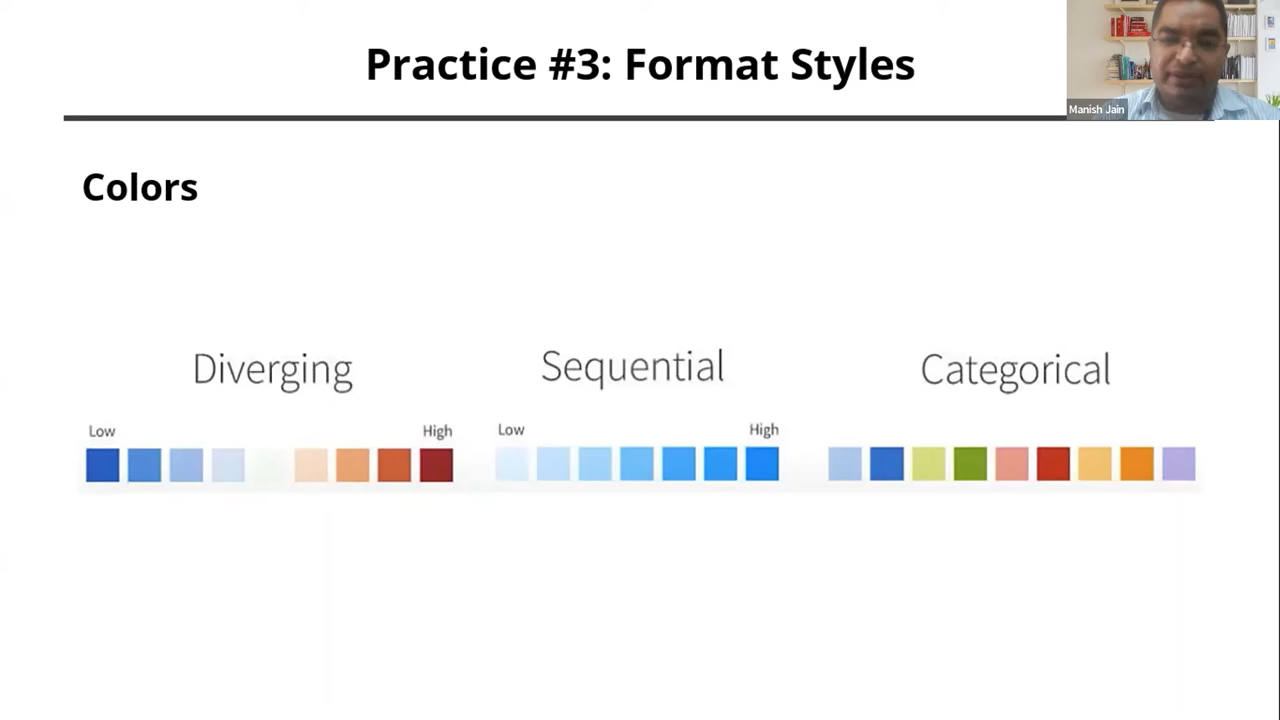 Practice #3: Format Styles
Manish Jain
Colors
Diverging
Sequential
Categorical
Low
High
Low
High